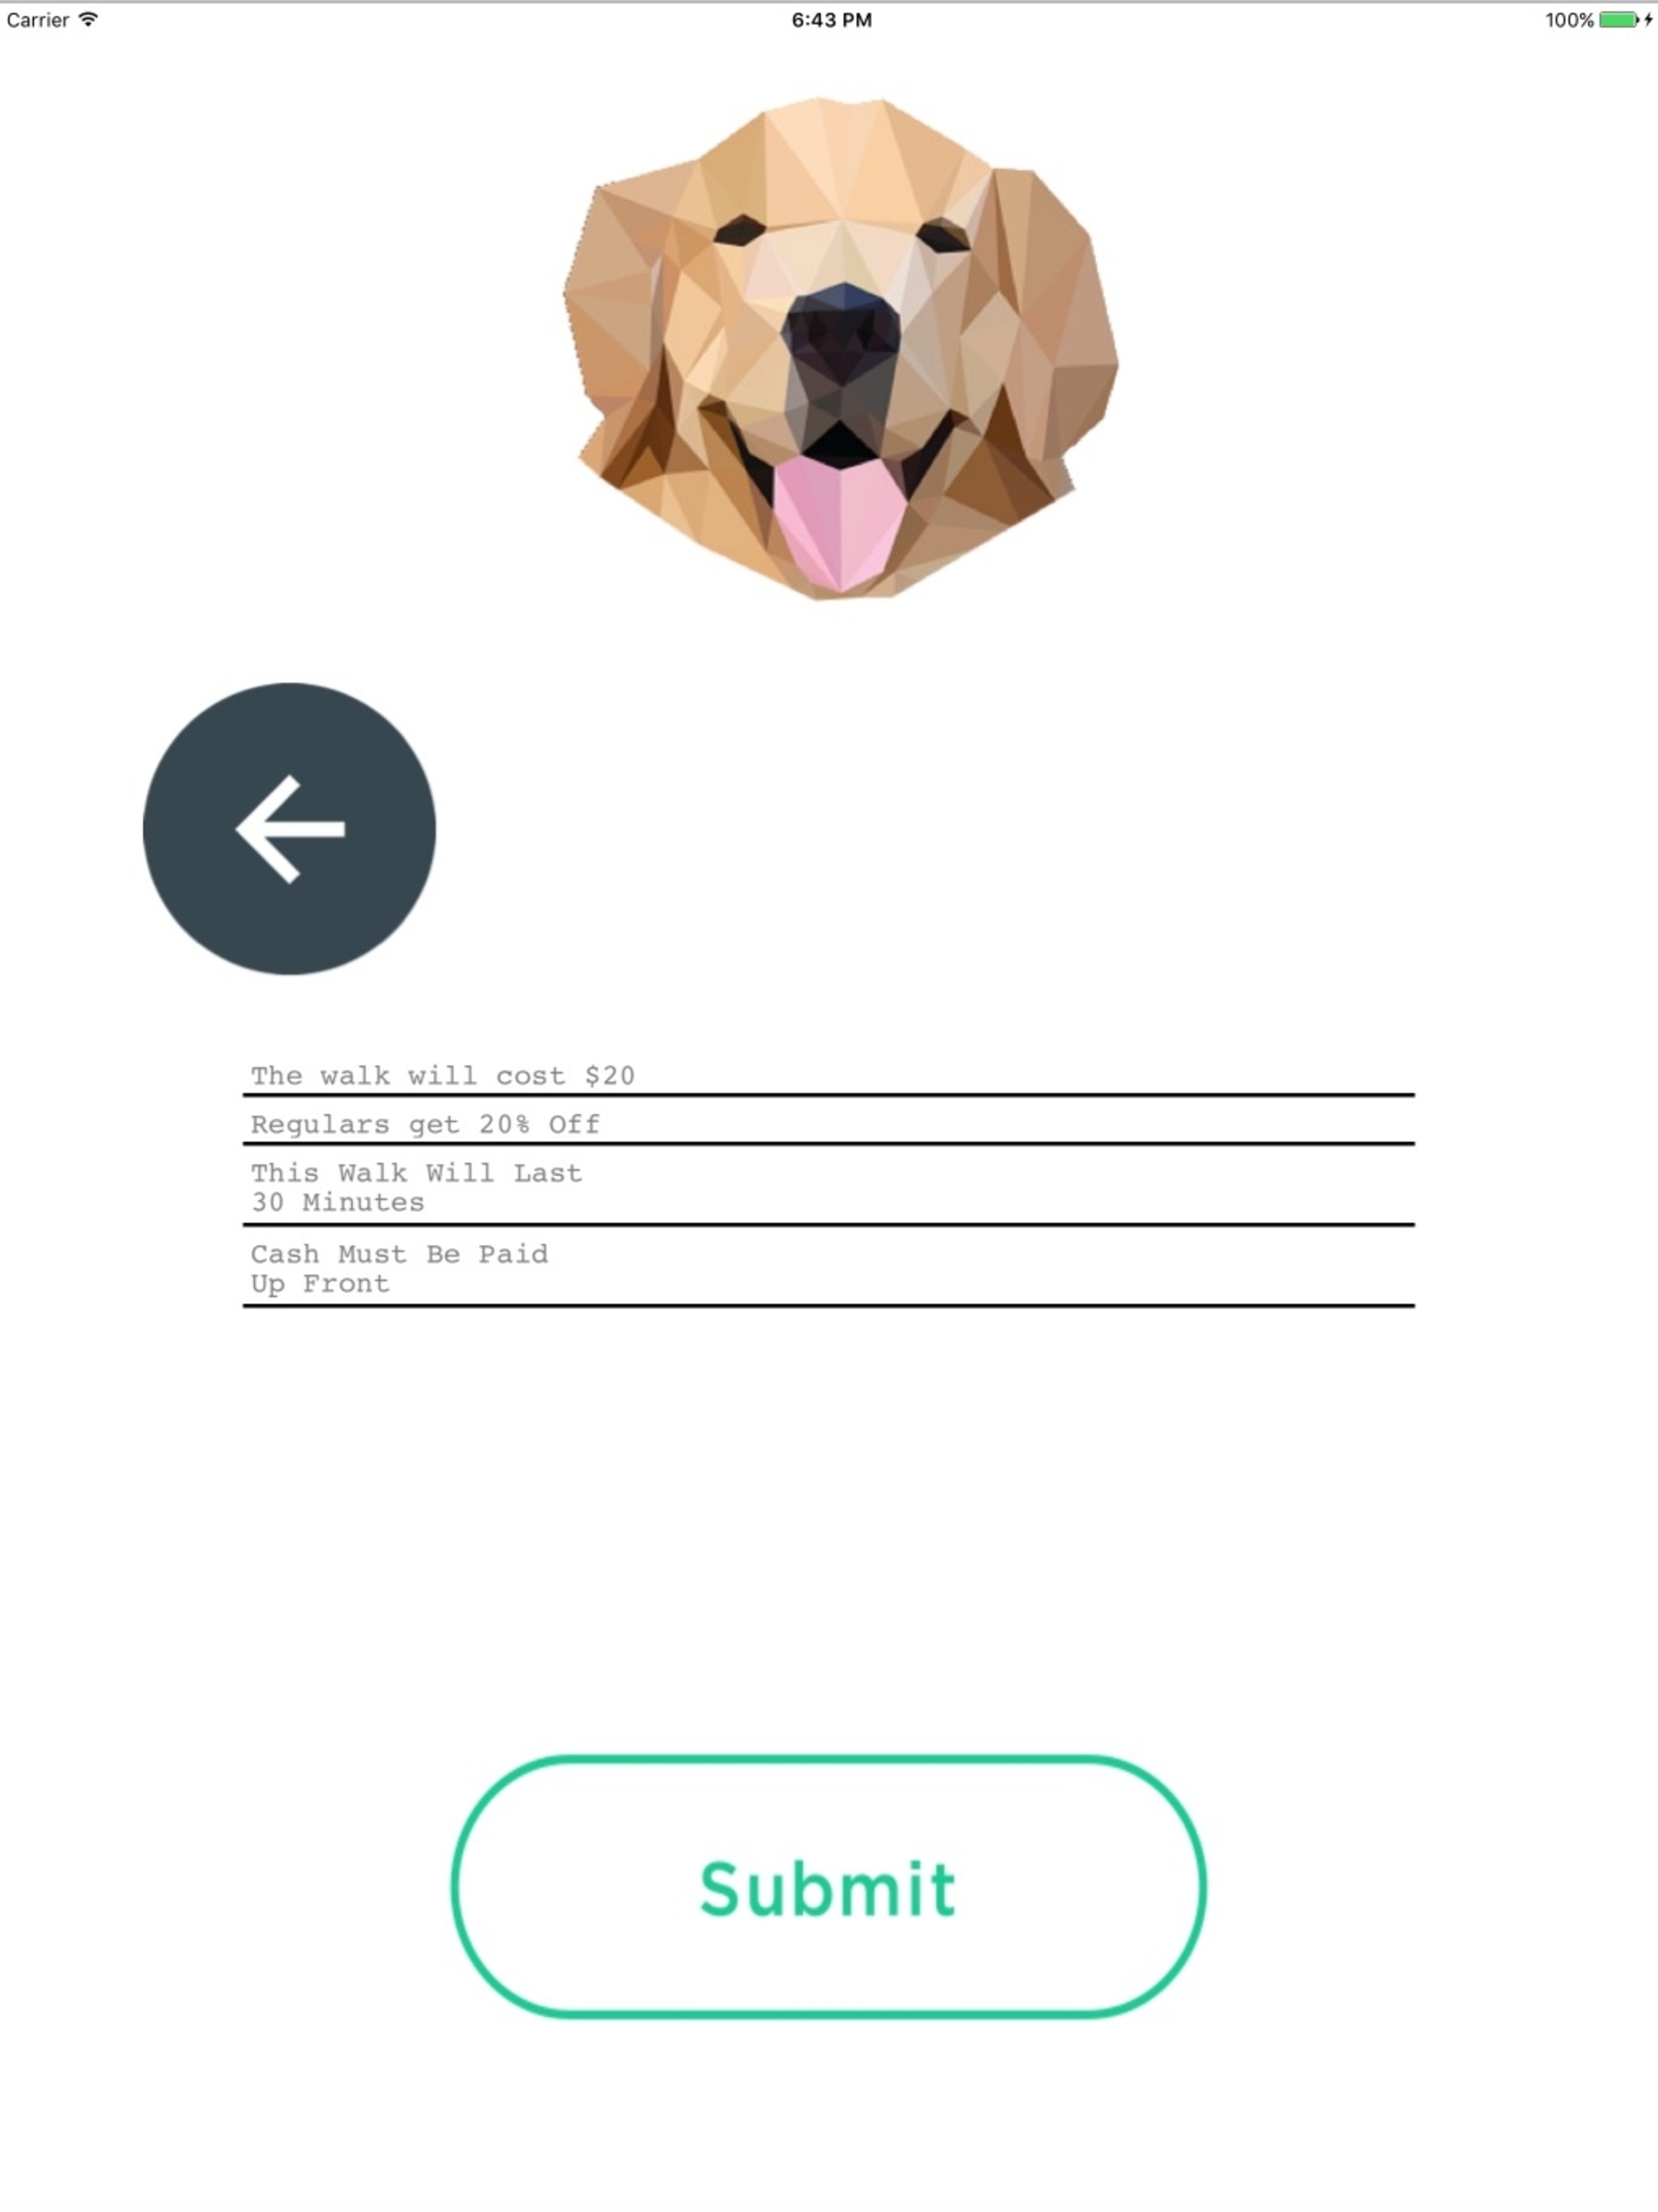 Carrier
6:43 PM
100%
The walk will cost $20
Regulars get 20% Off
This Walk Will Last
30 Minutes
Cash Must Be Paid
Up Front
Submit